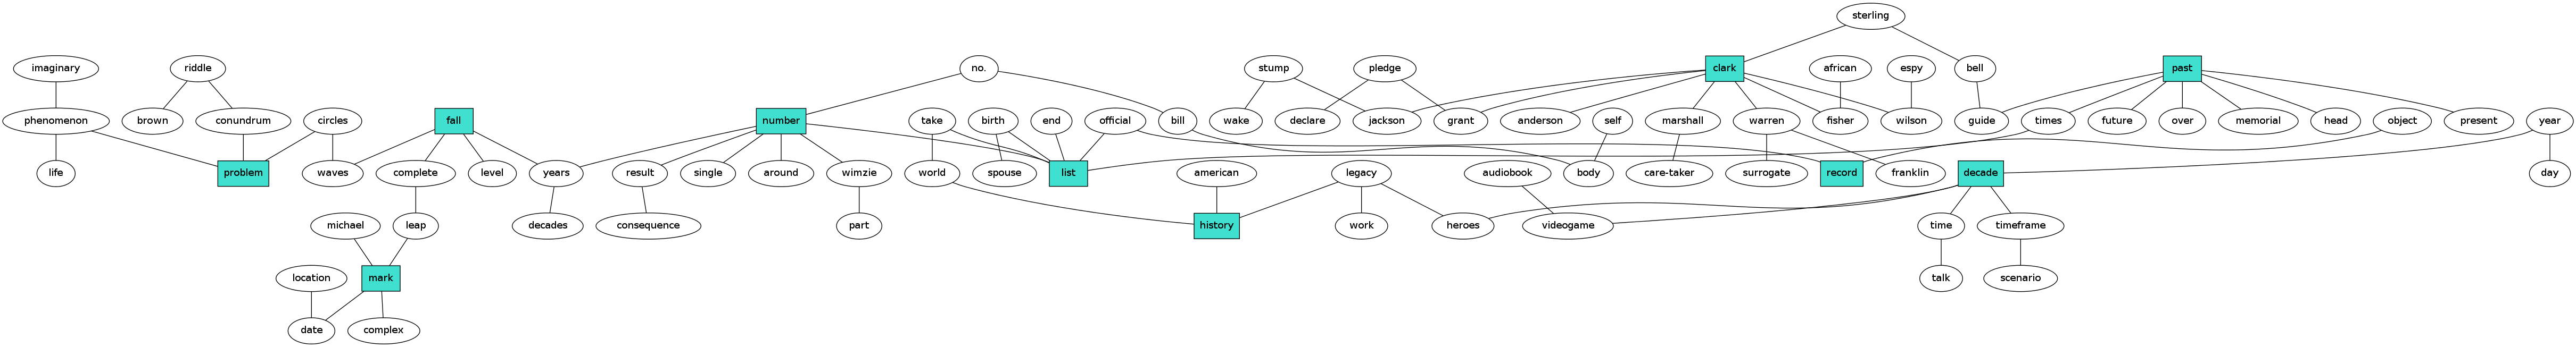 sterling
imaginary riddle no. stump pledge clark african espy bell past
phenomenon brown conundrum circles fall number take birth end official bill wake declare jackson grant anderson self marshall warren fisher wilson guide times future over memorial head object present year
life problem waves complete level years result single around wimzie world spouse list american legacy audiobook body care-taker surrogate record franklin decade day
michael leap decades consequence part history work heroes videogame time timeframe
location mark talk scenario
date complex